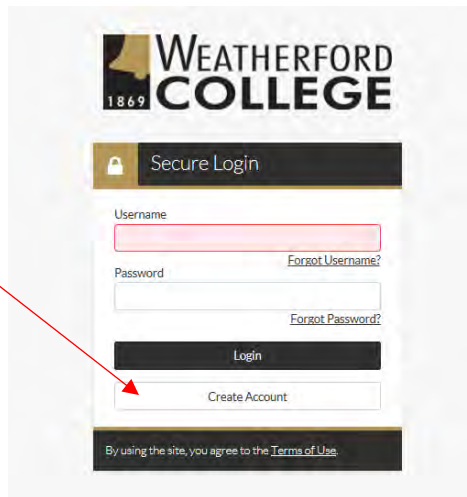 WEATHERFORD
1869 COLLEGE
Secure Login
Username
Forgot Username?
Password
Forgot Password?
Login
Create Account
By using the site, you agree to the Terms of Use.